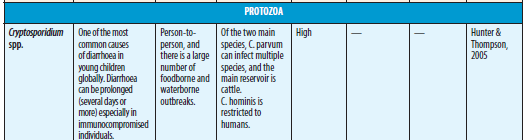 PROTOZOA
Cryptosporidium
spp.
One of the most
common causes
of diarrhoea in
young children
globally. Diarrhoea
can be prolonged
(several days or
more) especially in
immunocompromised
individuals.
Person-to-
person, and
there is a large
number of
foodborne and
waterborne
outbreaks.
Of the two main
species, C. parvum
can infect multiple
species, and the
main reservoir is
cattle.
C. hominis is
restricted to
humans.
High
—
—
Hunter &
Thompson,
2005